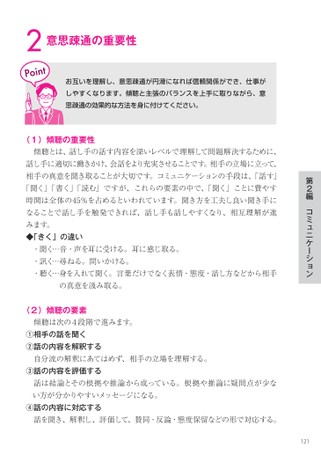 2 意思疎通の重要性
Point
お互いを理解し、意思疎通が円滑になれば信頼関係ができ、仕事が
しやすくなります。傾聴と主張のバランスを上手に取りながら、意
思疎通の効果的な方法を身に付けてください。
（1）傾聴の重要性
傾聴とは、話し手の話す内容を深いレベルで理解して問題解決するために、
話し手に適切に働きかけ、会話をより充実させることです。相手の立場に立って、
相手の真意を聞き取ることが大切です。コミュニケーションの手段は、「話す」
「聞く」「書く」「読む」ですが、これらの要素の中で、「聞く」ことに費やす
時間は全体の45％を占めるといわれています。聞き方を工夫し良い聞き手に
なることで話し手を触発できれば、話し手も話しやすくなり、相互理解が進
みます。
◆「きく」の違い
・聞く…音・声を耳に受ける。耳に感じ取る。
・訊く…尋ねる。問いかける。
・聴く…身を入れて聞く。言葉だけでなく表情・態度・話し方などから相手
の真意を汲み取る。
（2）傾聴の要素
傾聴は次の4段階で進みます。
①相手の話を聞く
②話の内容を解釈する
自分流の解釈にあてはめず、相手の立場を理解する。
③話の内容を評価する
話は結論とその根拠や推論から成っている。根拠や推論に疑問点が少な
い方が分かりやすいメッセージになる。
④話の内容に対応する
話を聞き、解釈し、評価して、賛同・反論・態度保留などの形で対応する。
第2編 コミュニケーション
121